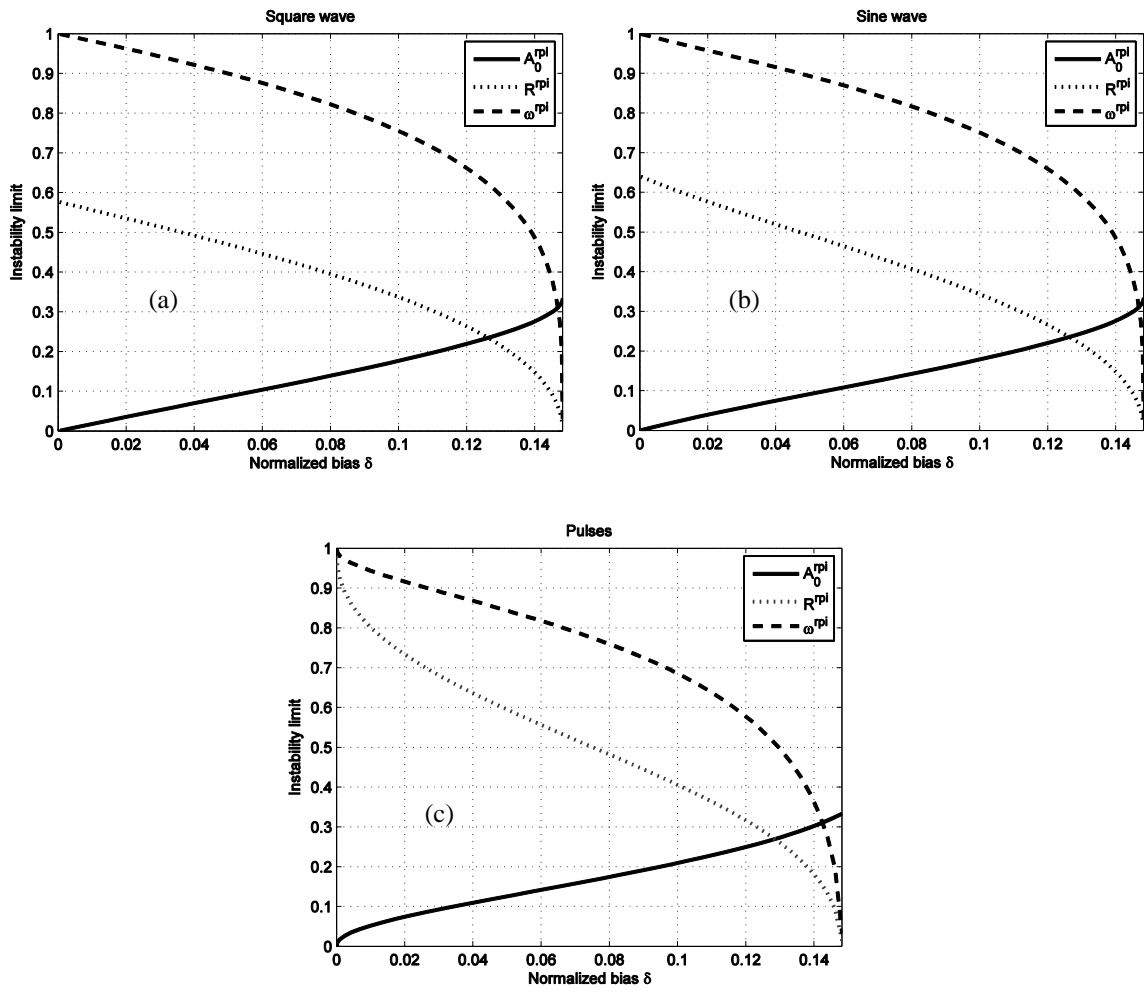 Square wave
1
0.9
0.8
0.7
0.6
0.5
0.4
0.3
0.2
0.1
0
Instability limit
A₀ʳᵖⁱ
Rʳᵖⁱ
ωʳᵖⁱ
(a)
0 0.02 0.04 0.06 0.08 0.1 0.12 0.14
Normalized bias δ
Sine wave
1
0.9
0.8
0.7
0.6
0.5
0.4
0.3
0.2
0.1
0
Instability limit
A₀ʳᵖⁱ
Rʳᵖⁱ
ωʳᵖⁱ
(b)
0.02 0.04 0.06 0.08 0.1 0.12 0.14
Normalized bias δ
Pulses
1
0.9
0.8
0.7
0.6
0.5
0.4
0.3
0.2
0.1
0
Instability limit
A₀ʳᵖⁱ
Rʳᵖⁱ
ωʳᵖⁱ
(c)
0 0.02 0.04 0.06 0.08 0.1 0.12 0.14
Normalized bias δ